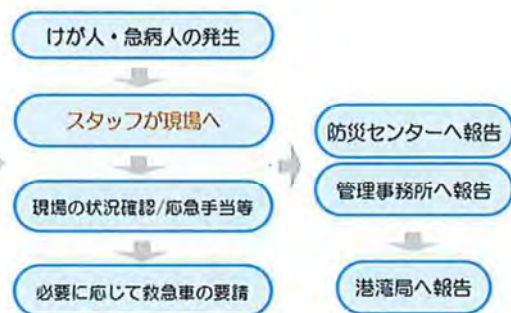 けが人・急病人の発生
スタッフが現場へ
現場の状況確認/応急手当等
必要に応じて救急車の要請
防災センターへ報告
管理事務所へ報告
港湾局へ報告